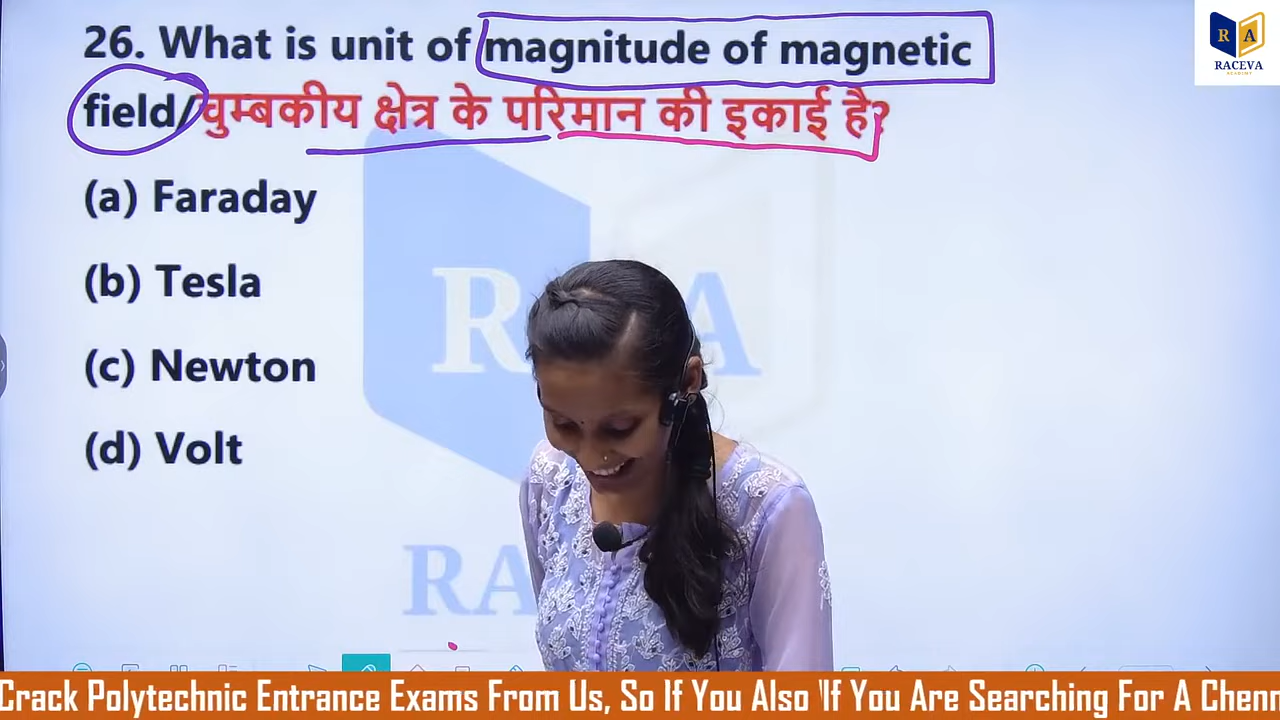 26. What is unit of magnitude of magnetic
field/चुम्बकीय क्षेत्र के परिमान की इकाई है?
(a) Faraday
(b) Tesla
(c) Newton
(d) Volt
R A
RACEVA
ACADEMY
R A
RA
Crack Polytechnic Entrance Exams From Us, So If You Also If You Are Searching For A